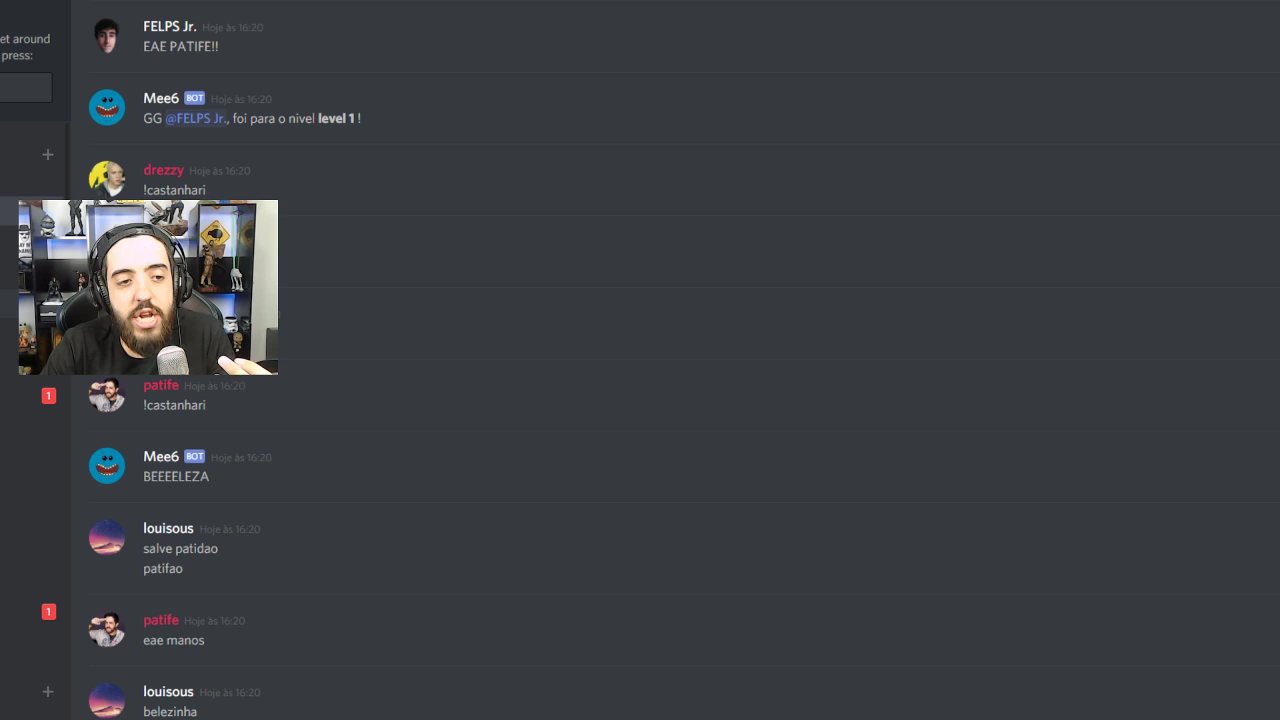 et around
press:
FELPS Jr. Hoje às 16:20
EAE PATIFE!!
Mee6 BOT Hoje às 16:20
GG @FELPS Jr., foi para o nivel level 1 !
drezzy Hoje às 16:20
!castanhari
patife Hoje às 16:20
!castanhari
1
Mee6 BOT Hoje às 16:20
BEEEELEZA
louisous Hoje às 16:20
salve patidao
patifao
1
patife Hoje às 16:20
eae manos
louisous Hoje às 16:20
belezinha